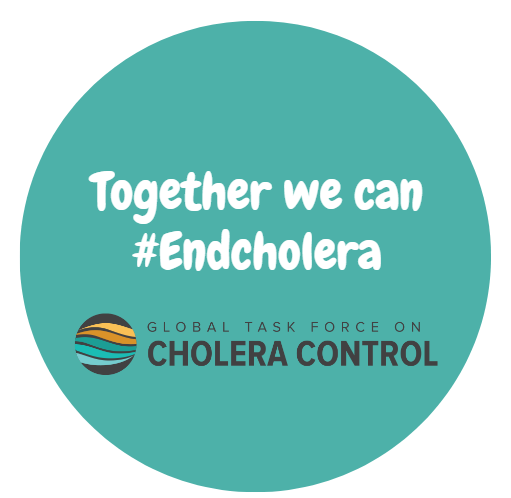 Together we can
#Endcholera
GLOBAL TASK FORCE ON
CHOLERA CONTROL